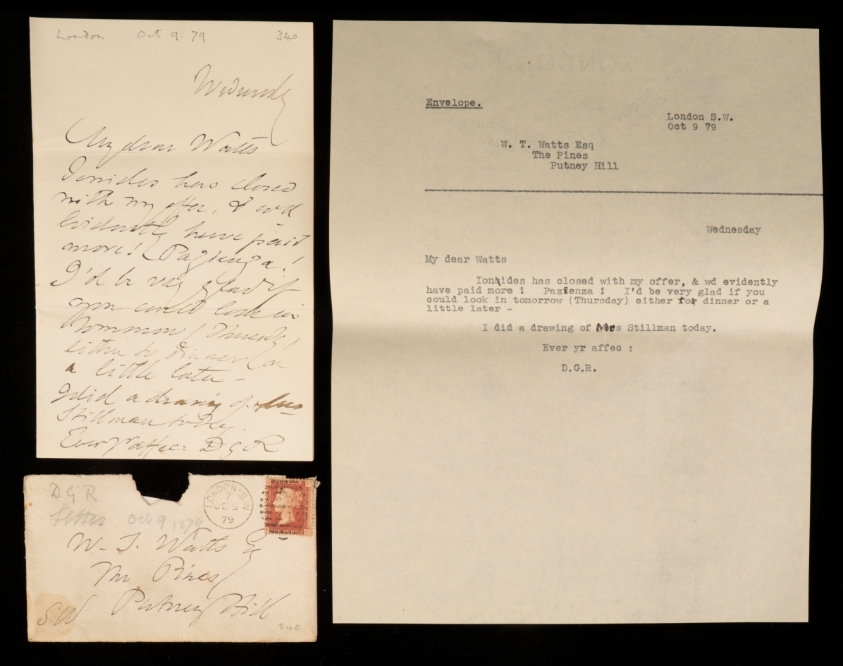 London Oct 9 79 340
Wednesday
My dear Watts
Ionides has closed
with my offer, & wd
evidently have paid
more! Pazienza!
I'd be very glad if
you could look in
tomorrow (Thursday)
either to dinner or
a little later –
I did a drawing of Mrs
Stillman today.
Ever yr affec: D G R
D G R
Letter Oct 9 1879
LONDON · S.W
7
OC 9
79
W. T. Watts Esq
The Pines
Putney Hill
SW
340
Envelope.
London S.W.
Oct 9 79
W. T. Watts Esq
The Pines
Putney Hill
Wednesday
My dear Watts
Ionides has closed with my offer, & wd evidently
have paid more ! Pazienza ! I'd be very glad if you
could look in tomorrow (Thursday) either for dinner or a
little later -
I did a drawing of Mrs Stillman today.
Ever yr affec :
D.G.R.